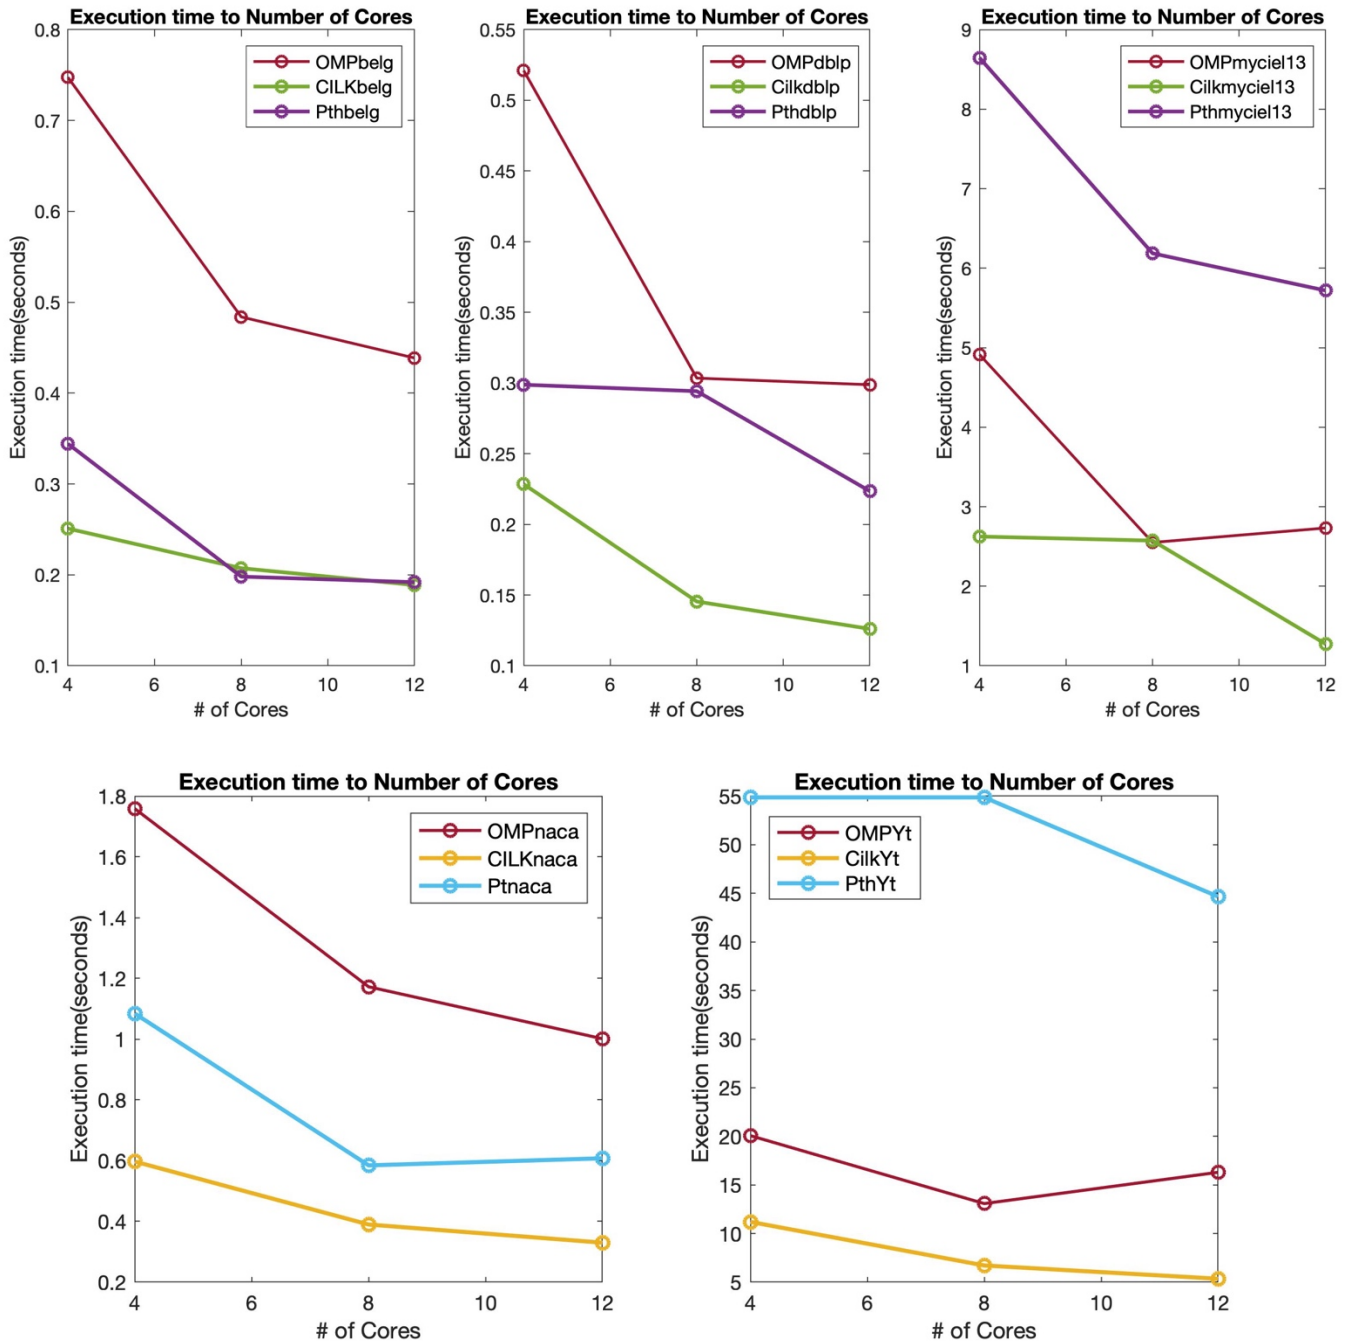 Execution time to Number of Cores
0.8
0.7
0.6
0.5
0.4
0.3
0.2
0.1
Execution time(seconds)
OMPbelg
CILKbelg
Pthbelg
4 6 8 10 12
# of Cores
Execution time to Number of Cores
0.55
0.5
0.45
0.4
0.35
0.3
0.25
0.2
0.15
0.1
Execution time(seconds)
OMPdblp
Cilkdblp
Pthdblp
4 6 8 10 12
# of Cores
Execution time to Number of Cores
9
8
7
6
5
4
3
2
1
Execution time(seconds)
OMPmyciel13
Cilkmyciel13
Pthmyciel13
4 6 8 10 12
# of Cores
Execution time to Number of Cores
1.8
1.6
1.4
1.2
1
0.8
0.6
0.4
0.2
Execution time(seconds)
OMPnaca
CILKnaca
Ptnaca
4 6 8 10 12
# of Cores
Execution time to Number of Cores
55
50
45
40
35
30
25
20
15
10
5
Execution time(seconds)
OMPYt
CilkYt
PthYt
4 6 8 10 12
# of Cores